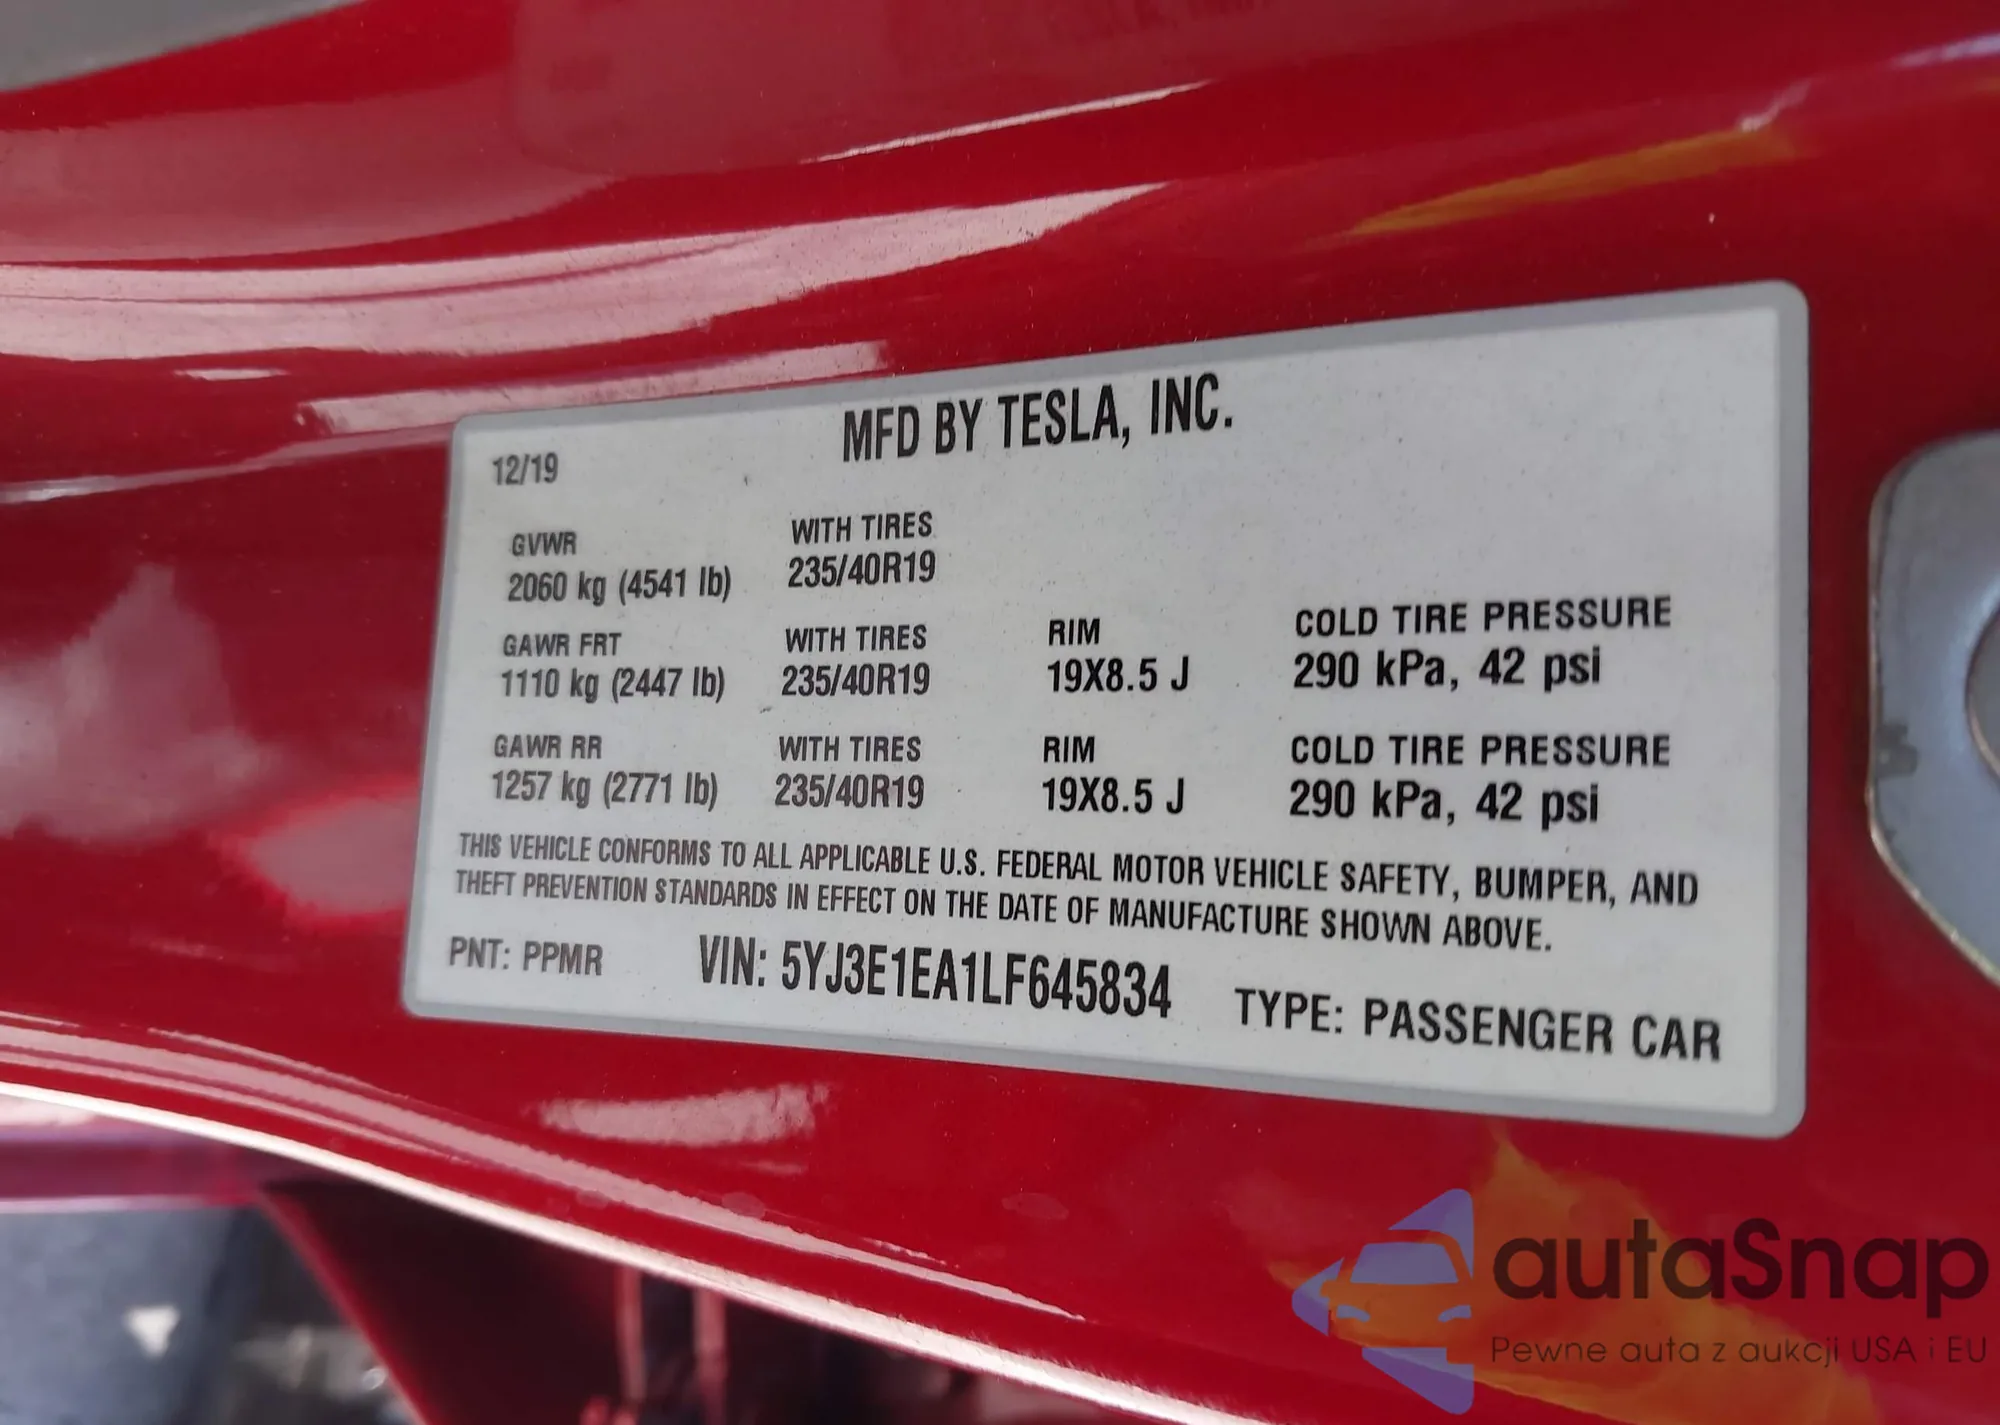 MFD BY TESLA, INC.
12/19
GVWR
2060 kg (4541 lb)
WITH TIRES
235/40R19
GAWR FRT
1110 kg (2447 lb)
WITH TIRES
235/40R19
RIM
19X8.5 J
COLD TIRE PRESSURE
290 kPa, 42 psi
GAWR RR
1257 kg (2771 lb)
WITH TIRES
235/40R19
RIM
19X8.5 J
COLD TIRE PRESSURE
290 kPa, 42 psi
THIS VEHICLE CONFORMS TO ALL APPLICABLE U.S. FEDERAL MOTOR VEHICLE SAFETY, BUMPER, AND
THEFT PREVENTION STANDARDS IN EFFECT ON THE DATE OF MANUFACTURE SHOWN ABOVE.
PNT: PPMR VIN: 5YJ3E1EA1LF645834 TYPE: PASSENGER CAR
autaSnap
Pewne auta z aukcji USA i EU